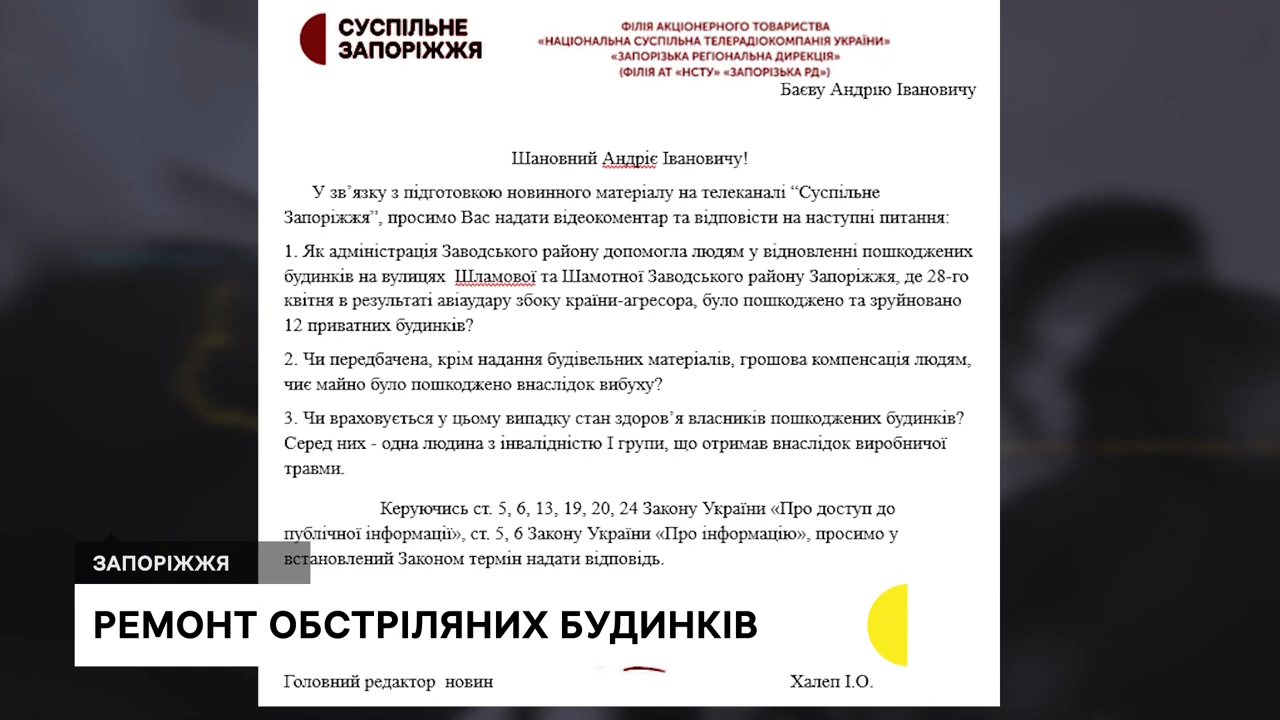 СУСПІЛЬНЕ
ЗАПОРІЖЖЯ
ФІЛІЯ АКЦІОНЕРНОГО ТОВАРИСТВА
«НАЦІОНАЛЬНА СУСПІЛЬНА ТЕЛЕРАДІОКОМПАНІЯ УКРАЇНИ»
«ЗАПОРІЗЬКА РЕГІОНАЛЬНА ДИРЕКЦІЯ»
(ФІЛІЯ АТ «НСТУ» «ЗАПОРІЗЬКА РД»)
Баєву Андрію Івановичу
Шановний Андріє Івановичу!
У зв’язку з підготовкою новинного матеріалу на телеканалі “Суспільне
Запоріжжя”, просимо Вас надати відеокоментар та відповісти на наступні питання:
1. Як адміністрація Заводського району допомогла людям у відновленні пошкоджених
будинків на вулицях Шламової та Шамотної Заводського району Запоріжжя, де 28-го
квітня в результаті авіаудару збоку країни-агресора, було пошкоджено та зруйновано
12 приватних будинків?
2. Чи передбачена, крім надання будівельних матеріалів, грошова компенсація людям,
чиє майно було пошкоджено внаслідок вибуху?
3. Чи враховується у цьому випадку стан здоров’я власників пошкоджених будинків?
Серед них - одна людина з інвалідністю І групи, що отримав внаслідок виробничої
травми.
Керуючись ст. 5, 6, 13, 19, 20, 24 Закону України «Про доступ до
публічної інформації», ст. 5, 6 Закону України «Про інформацію», просимо у
встановлений Законом термін надати відповідь.
ЗАПОРІЖЖЯ
РЕМОНТ ОБСТРІЛЯНИХ БУДИНКІВ
Головний редактор новин Халеп І.О.